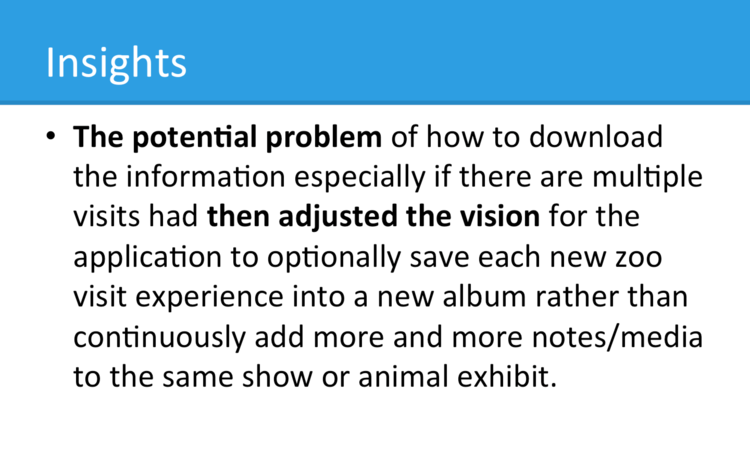 Insights
• The potential problem of how to download
the information especially if there are multiple
visits had then adjusted the vision for the
application to optionally save each new zoo
visit experience into a new album rather than
continuously add more and more notes/media
to the same show or animal exhibit.